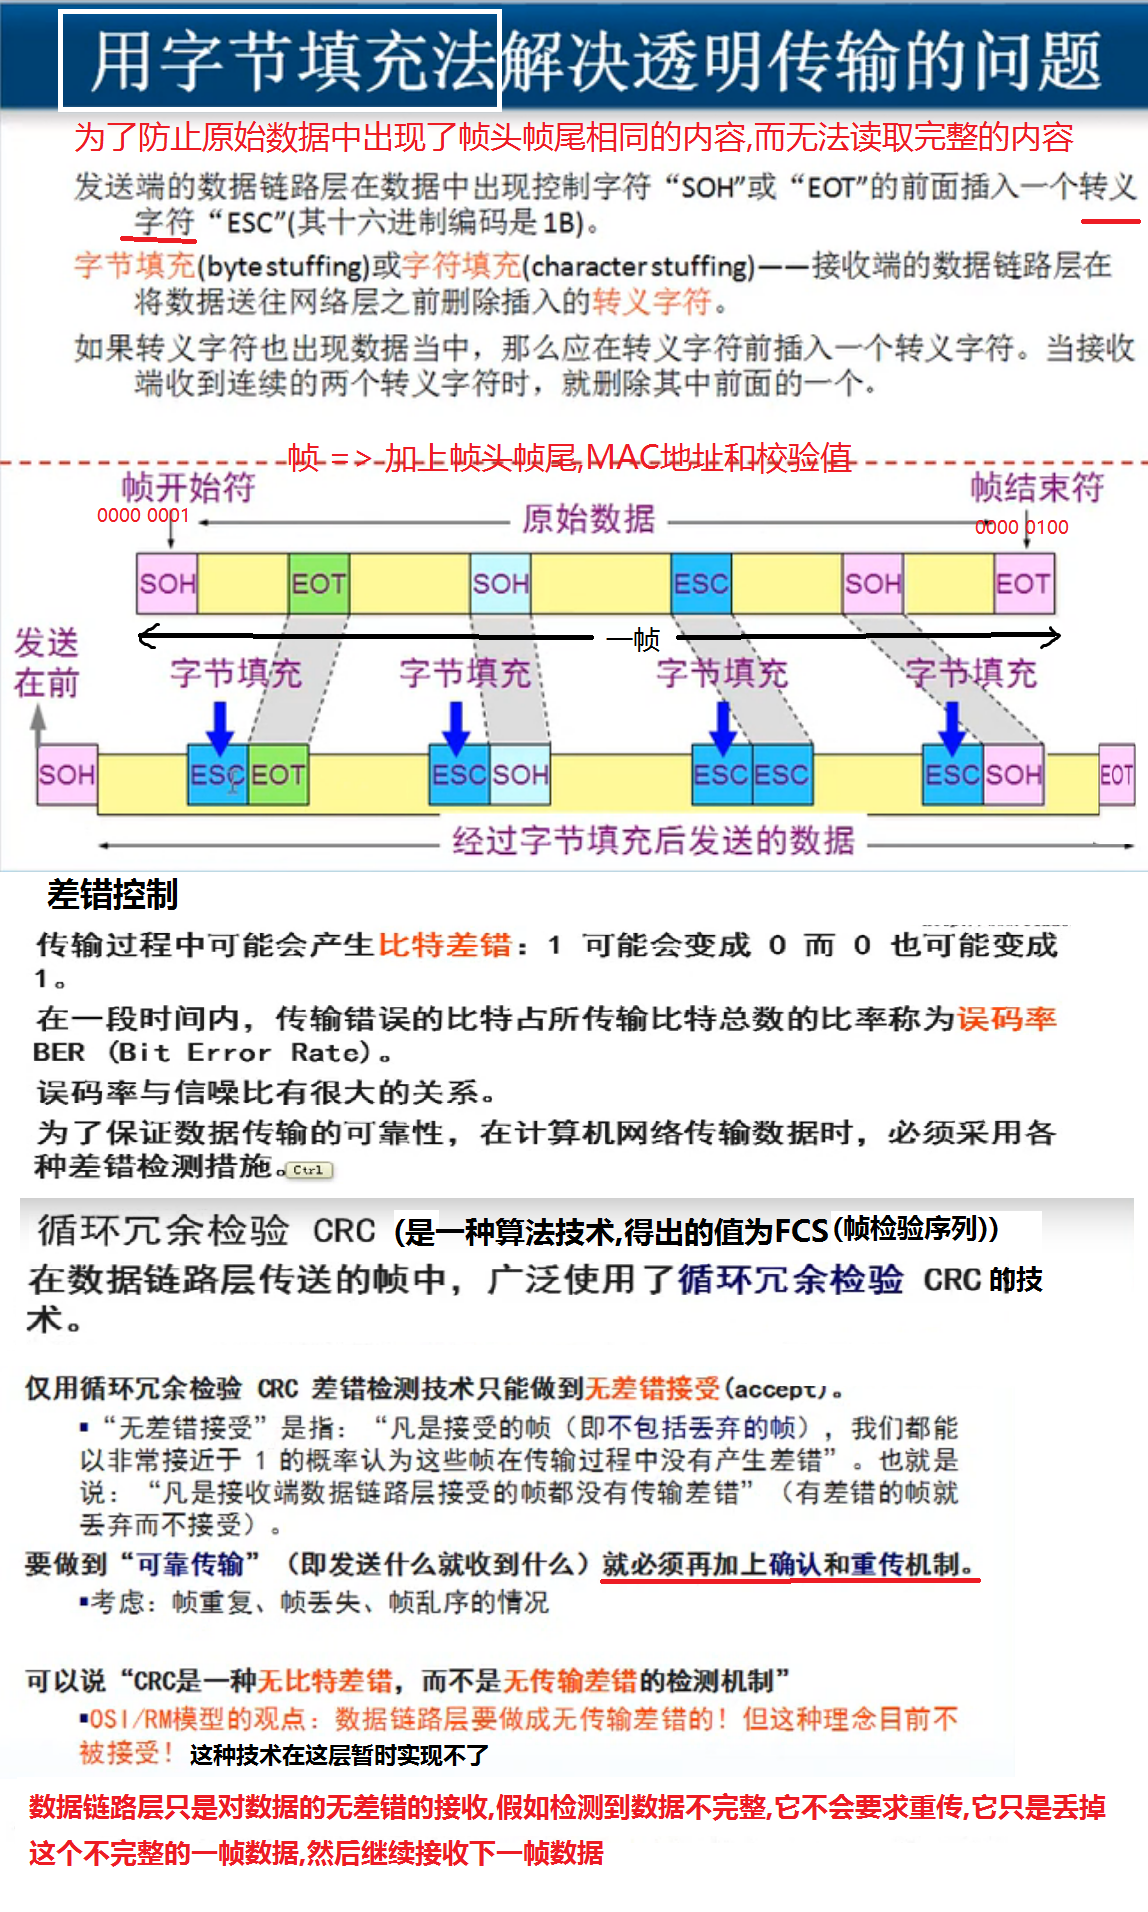 用字节填充法解决透明传输的问题
为了防止原始数据中出现了帧头帧尾相同的内容,而无法读取完整的内容
发送端的数据链路层在数据中出现控制字符“SOH”或“EOT”的前面插入一个转义
字符“ESC”(其十六进制编码是 1B)。
字节填充(byte stuffing)或字符填充(character stuffing)——接收端的数据链路层在
将数据送往网络层之前删除插入的转义字符。
如果转义字符也出现数据当中，那么应在转义字符前插入一个转义字符。当接收
端收到连续的两个转义字符时，就删除其中前面的一个。
帧 => 加上帧头帧尾,MAC地址和校验值
帧开始符 帧结束符
0000 0001 原始数据 0000 0100
SOH EOT SOH ESC SOH EOT
一帧
发送
在前
字节填充 字节填充 字节填充 字节填充
SOH ESC EOT ESC SOH ESC ESC ESC SOH EOT
经过字节填充后发送的数据
差错控制
传输过程中可能会产生比特差错：1 可能会变成 0 而 0 也可能变成
1。
在一段时间内，传输错误的比特占所传输比特总数的比率称为误码率
BER (Bit Error Rate)。
误码率与信噪比有很大的关系。
为了保证数据传输的可靠性，在计算机网络传输数据时，必须采用各
种差错检测措施。
Ctrl
循环冗余检验 CRC (是一种算法技术,得出的值为FCS(帧检验序列))
在数据链路层传送的帧中，广泛使用了循环冗余检验 CRC 的技
术。
仅用循环冗余检验 CRC 差错检测技术只能做到无差错接受(accept)。
▪“无差错接受”是指：“凡是接受的帧（即不包括丢弃的帧），我们都能
以非常接近于 1 的概率认为这些帧在传输过程中没有产生差错”。也就是
说：“凡是接收端数据链路层接受的帧都没有传输差错”（有差错的帧就
丢弃而不接受）。
要做到“可靠传输”（即发送什么就收到什么）就必须再加上确认和重传机制。
▪考虑：帧重复、帧丢失、帧乱序的情况
可以说“CRC是一种无比特差错，而不是无传输差错的检测机制”
▪OSI/RM模型的观点：数据链路层要做成无传输差错的！但这种理念目前不
被接受！ 这种技术在这层暂时实现不了
数据链路层只是对数据的无差错的接收,假如检测到数据不完整,它不会要求重传,它只是丢掉
这个不完整的一帧数据,然后继续接收下一帧数据